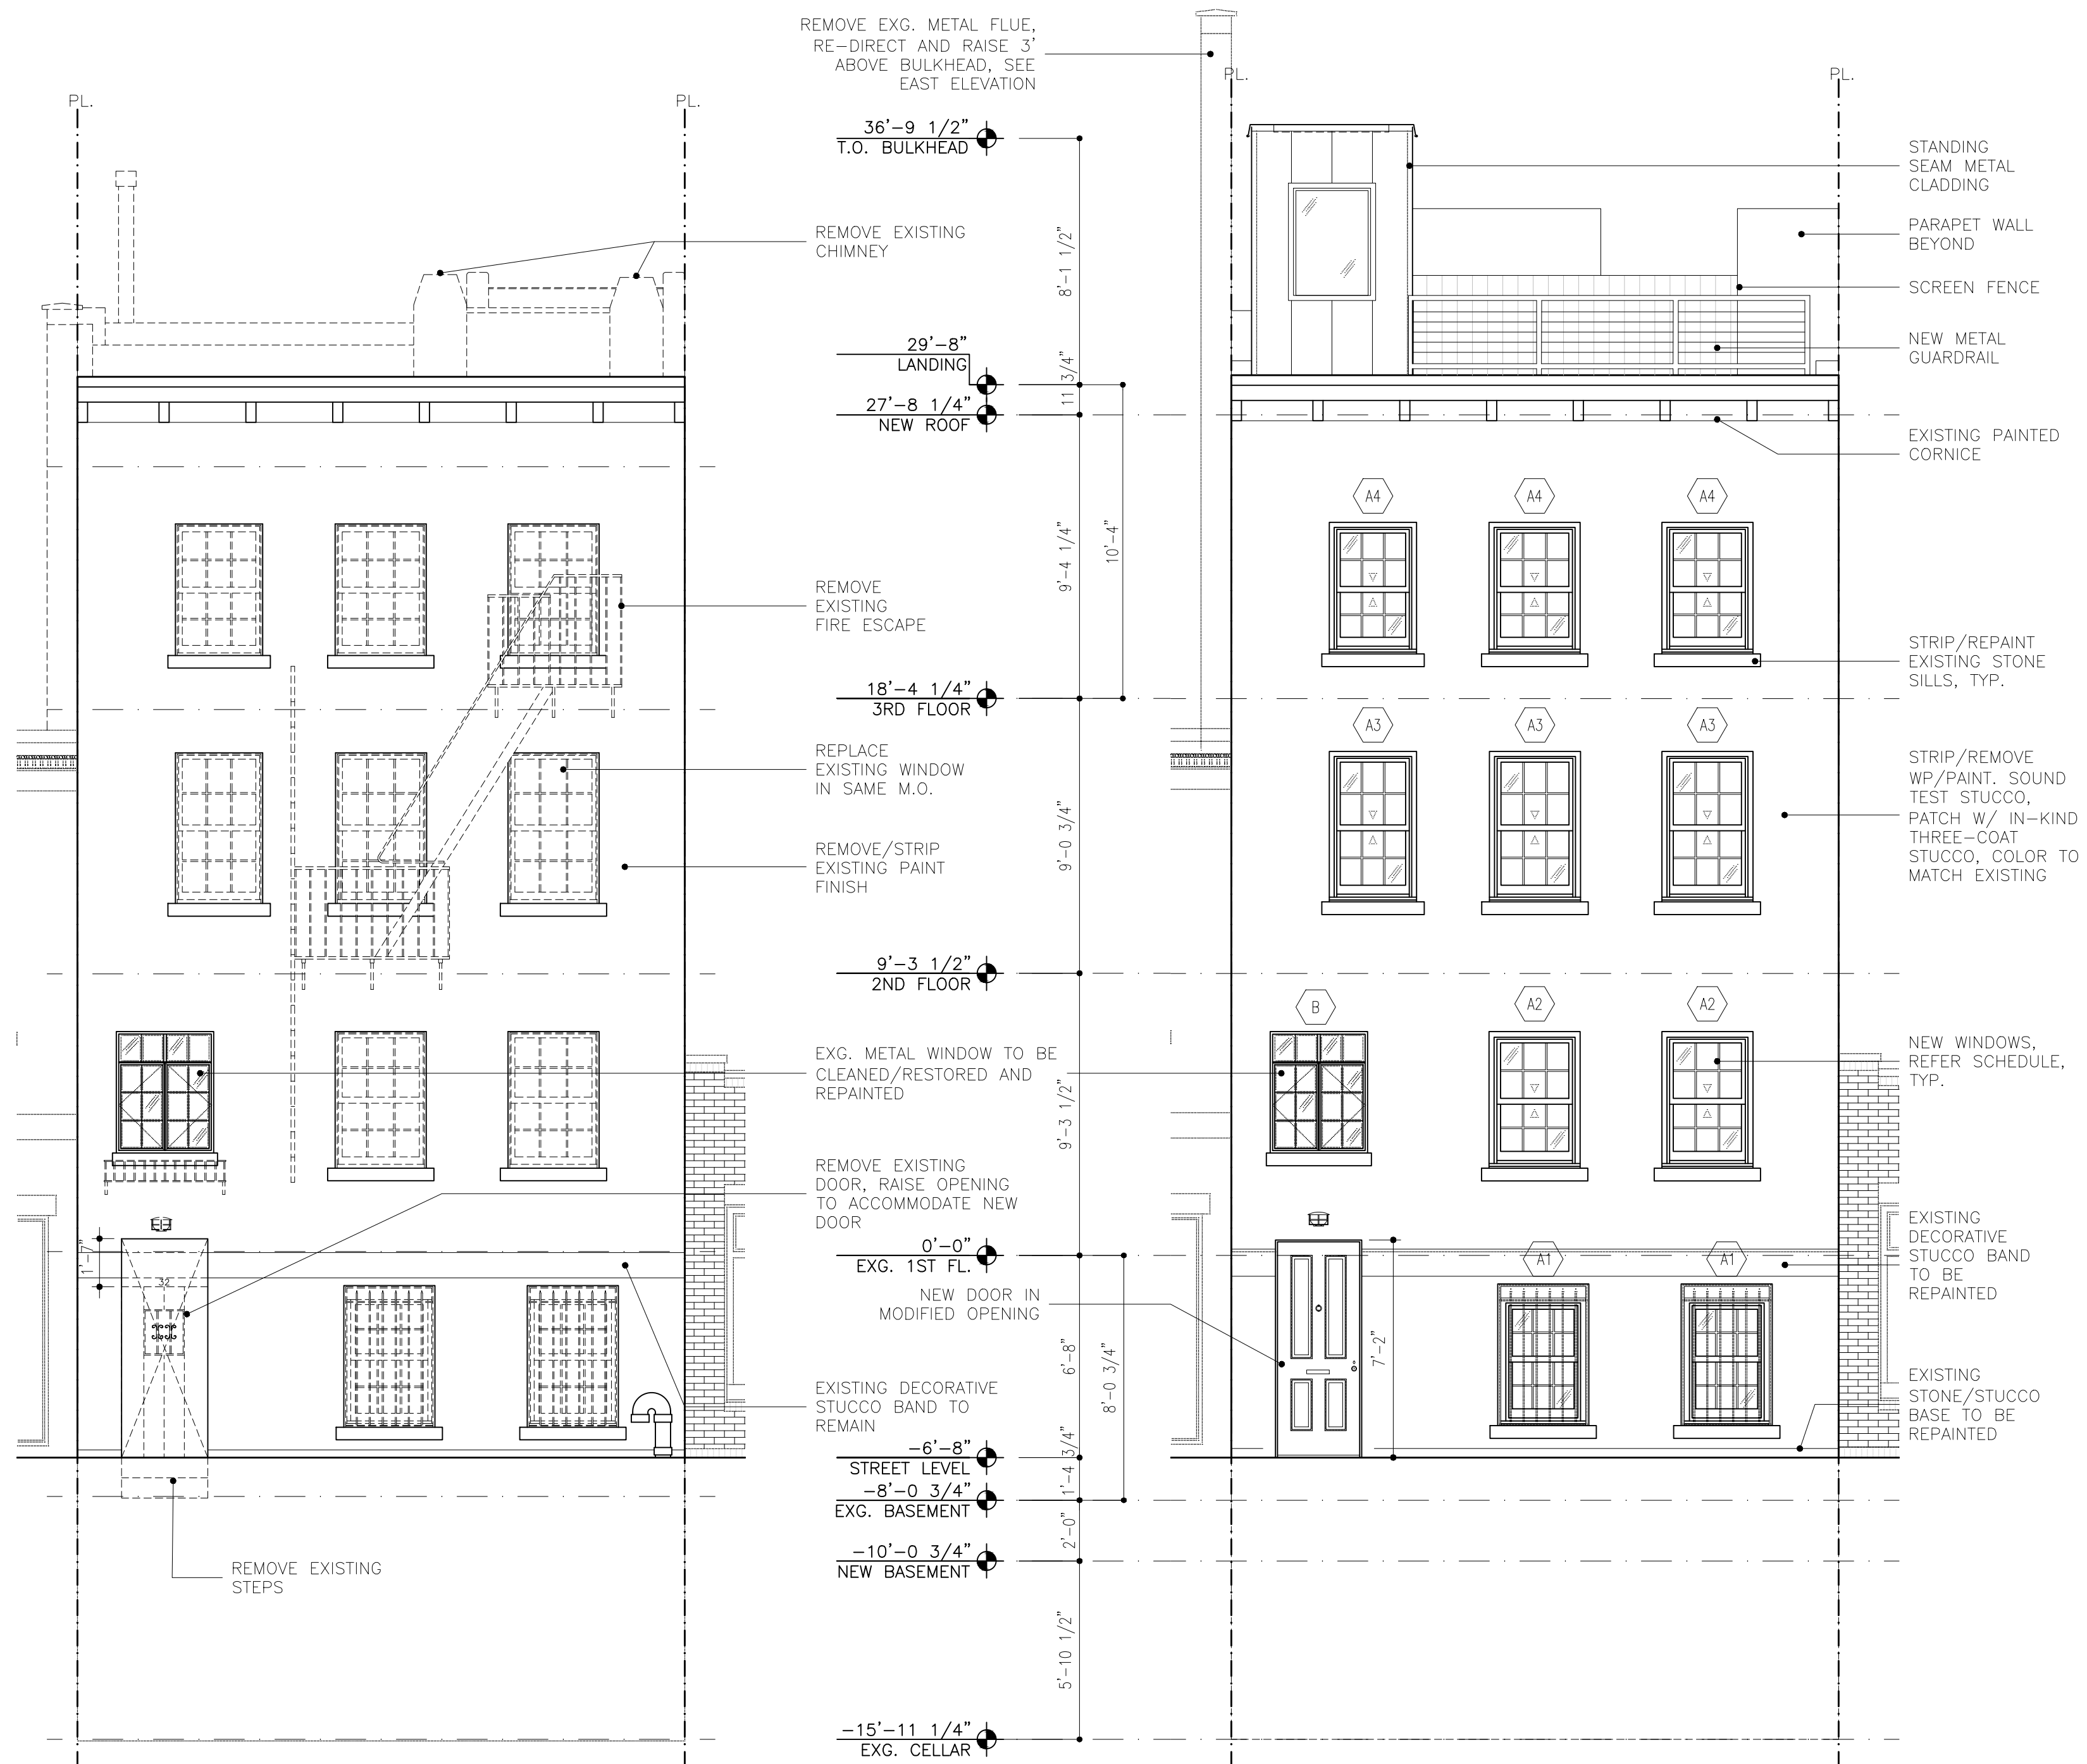 REMOVE EXG. METAL FLUE,
RE-DIRECT AND RAISE 3'
ABOVE BULKHEAD, SEE
EAST ELEVATION
PL.
PL.
PL.
PL.
36'-9 1/2"
T.O. BULKHEAD
8'-1 1/2"
REMOVE EXISTING
CHIMNEY
29'-8"
LANDING
11 3/4"
27'-8 1/4"
NEW ROOF
9'-4 1/4"
10'-4"
REMOVE
EXISTING
FIRE ESCAPE
18'-4 1/4"
3RD FLOOR
REPLACE
EXISTING WINDOW
IN SAME M.O.
9'-0 3/4"
REMOVE/STRIP
EXISTING PAINT
FINISH
9'-3 1/2"
2ND FLOOR
EXG. METAL WINDOW TO BE
CLEANED/RESTORED AND
REPAINTED
9'-3 1/2"
REMOVE EXISTING
DOOR, RAISE OPENING
TO ACCOMMODATE NEW
DOOR
1'-7"
32
0'-0"
EXG. 1ST FL.
NEW DOOR IN
MODIFIED OPENING
6'-8"
8'-0 3/4"
7'-2"
EXISTING DECORATIVE
STUCCO BAND TO
REMAIN
-6'-8"
STREET LEVEL
1'-4 3/4"
-8'-0 3/4"
EXG. BASEMENT
2'-0"
-10'-0 3/4"
NEW BASEMENT
REMOVE EXISTING
STEPS
5'-10 1/2"
-15'-11 1/4"
EXG. CELLAR
STANDING
SEAM METAL
CLADDING
PARAPET WALL
BEYOND
SCREEN FENCE
NEW METAL
GUARDRAIL
EXISTING PAINTED
CORNICE
A4
A4
A4
STRIP/REPAINT
EXISTING STONE
SILLS, TYP.
A3
A3
A3
STRIP/REMOVE
WP/PAINT. SOUND
TEST STUCCO,
PATCH W/ IN-KIND
THREE-COAT
STUCCO, COLOR TO
MATCH EXISTING
B
A2
A2
NEW WINDOWS,
REFER SCHEDULE,
TYP.
EXISTING
DECORATIVE
STUCCO BAND
TO BE
REPAINTED
A1
A1
EXISTING
STONE/STUCCO
BASE TO BE
REPAINTED